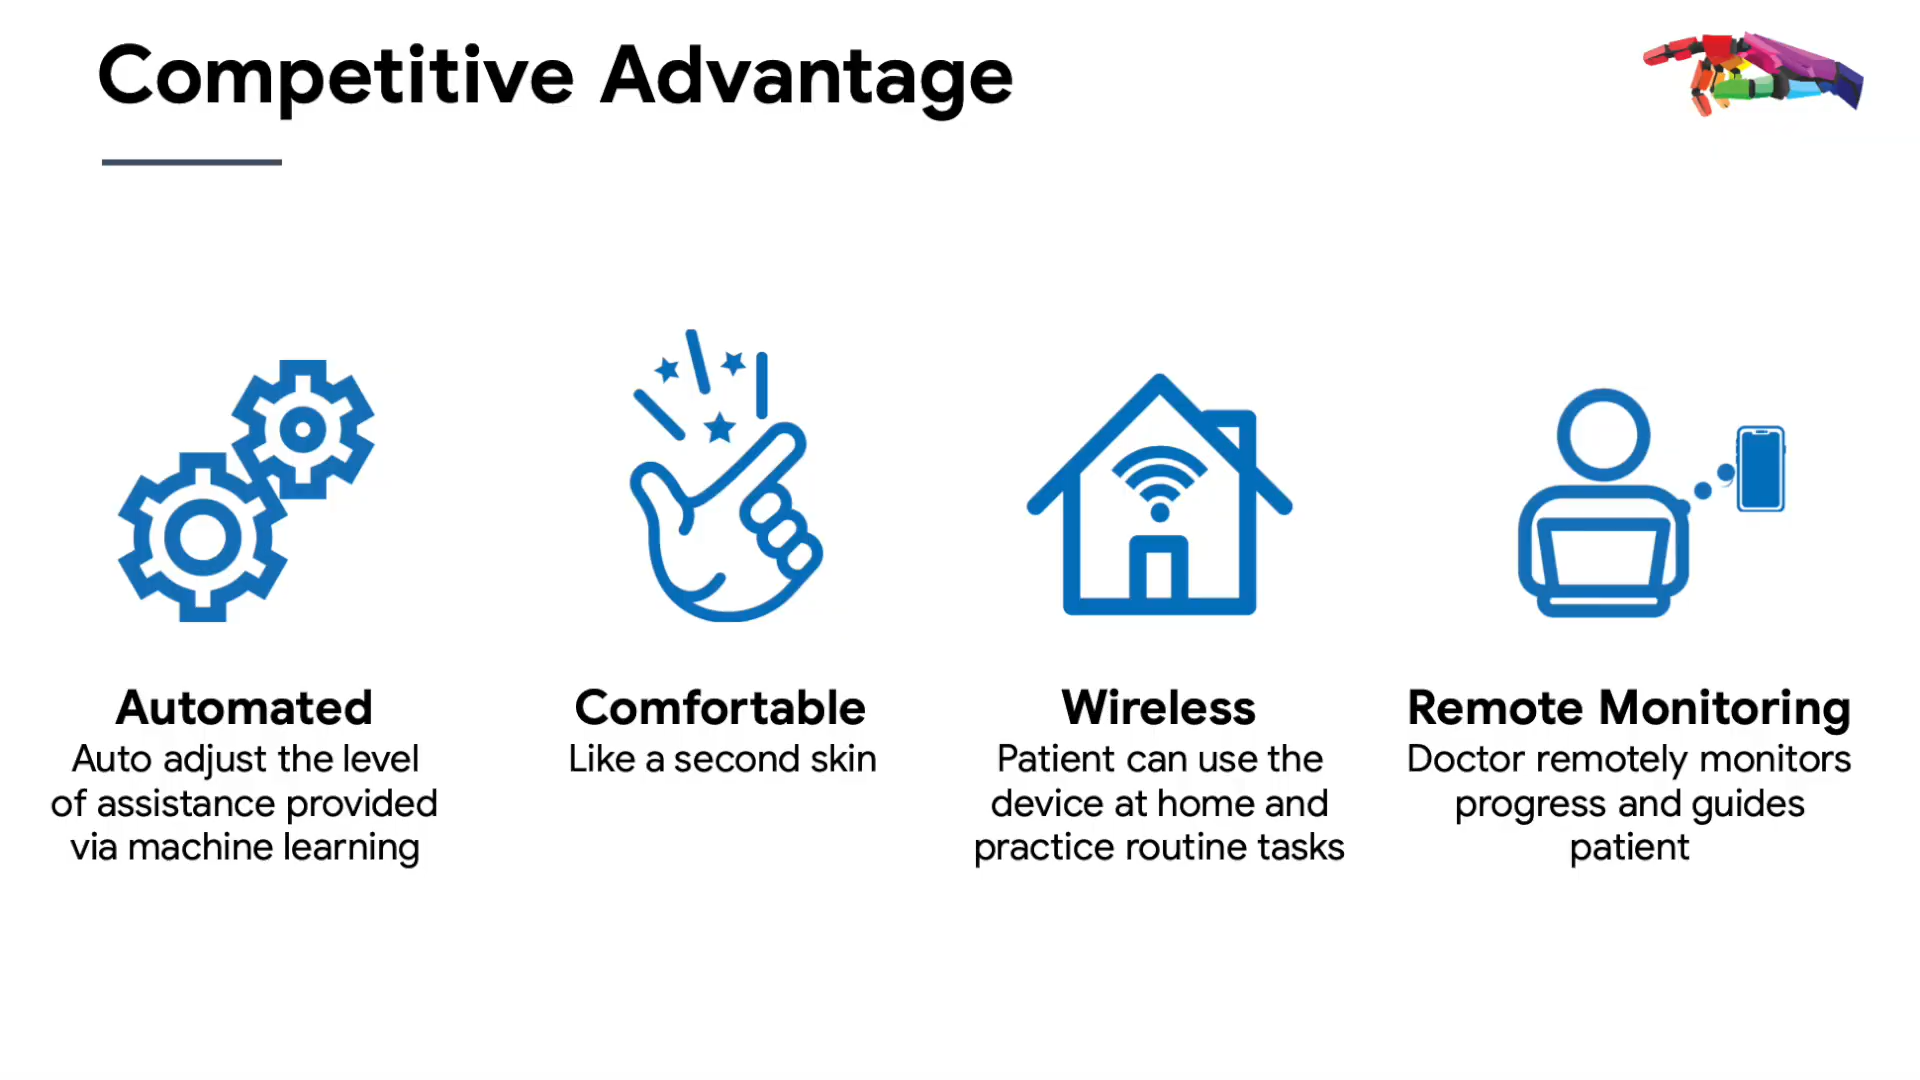 Competitive Advantage
Automated
Auto adjust the level
of assistance provided
via machine learning
Comfortable
Like a second skin
Wireless
Patient can use the
device at home and
practice routine tasks
Remote Monitoring
Doctor remotely monitors
progress and guides
patient